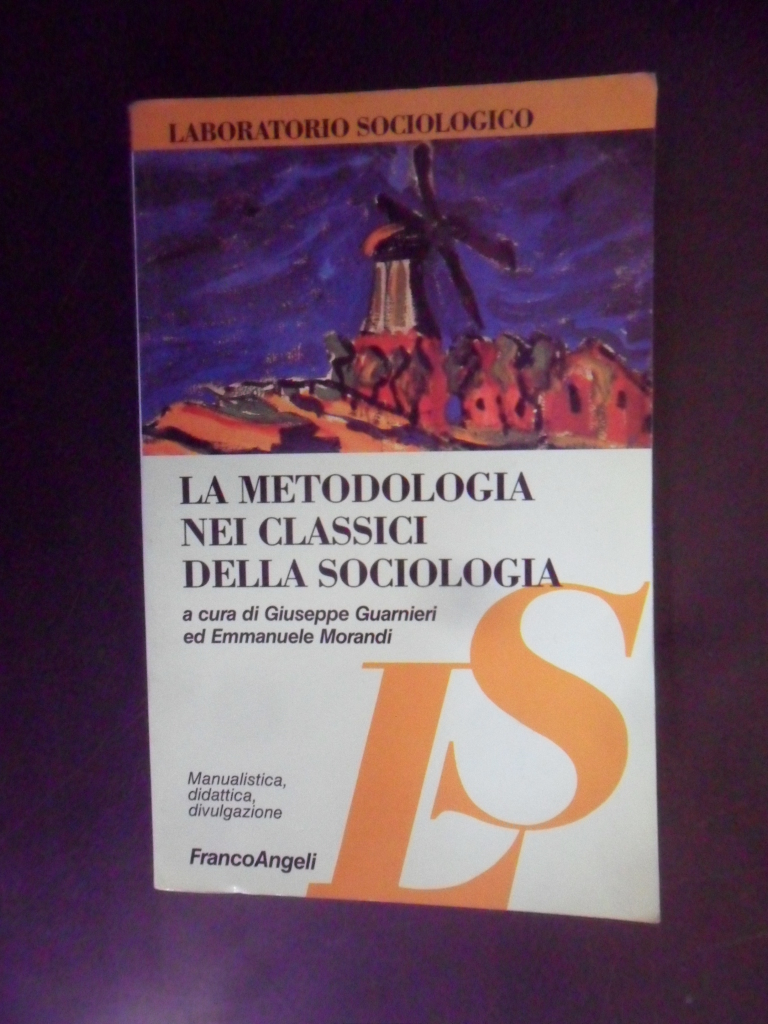 LABORATORIO SOCIOLOGICO
LA METODOLOGIA
NEI CLASSICI
DELLA SOCIOLOGIA
a cura di Giuseppe Guarnieri
ed Emmanuele Morandi
LS
Manualistica,
didattica,
divulgazione
FrancoAngeli